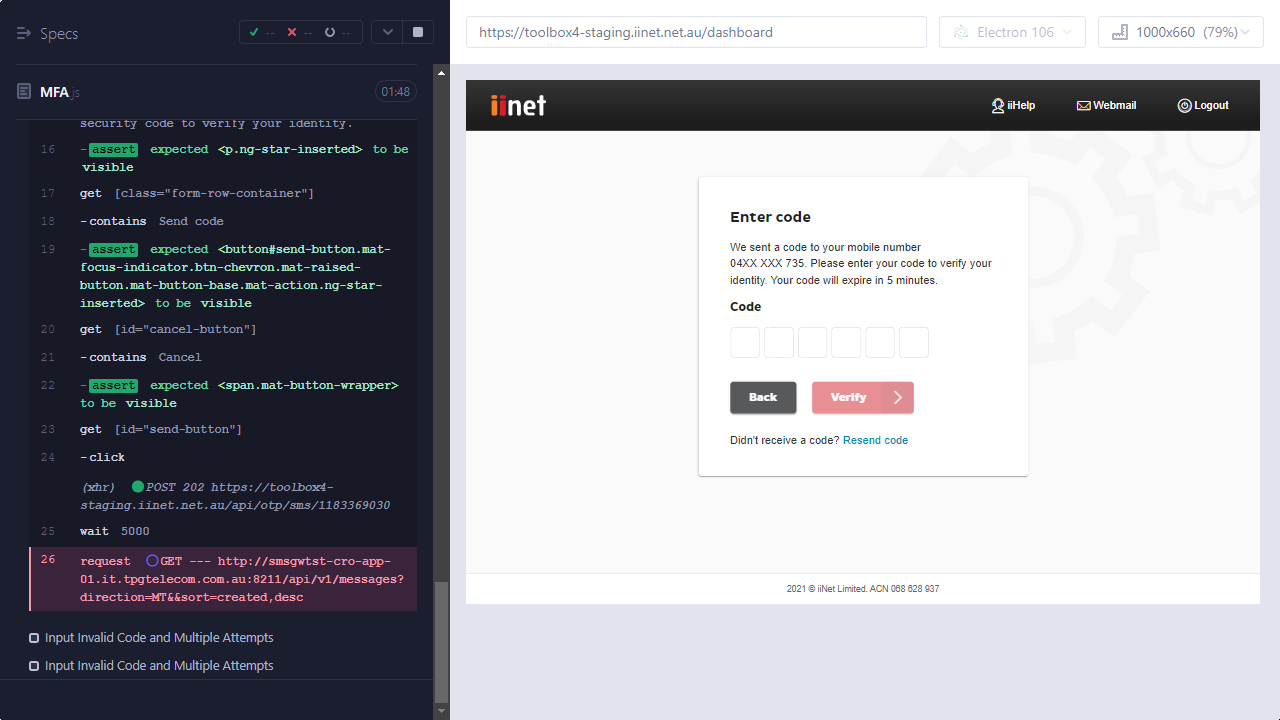 Specs
-- -- --
MFA.js
01:48
security code to verify your identity.
16 -assert expected <p.ng-star-inserted> to be
visible
17 get [class="form-row-container"]
18 -contains Send code
19 -assert expected <button#send-button.mat-
focus-indicator.btn-chevron.mat-raised-
button.mat-button-base.mat-action.ng-star-
inserted> to be visible
20 get [id="cancel-button"]
21 -contains Cancel
22 -assert expected <span.mat-button-wrapper>
to be visible
23 get [id="send-button"]
24 -click
(xhr) POST 202 https://toolbox4-
staging.iinet.net.au/api/otp/sms/1183369030
25 wait 5000
26 request GET --- http://smsgwtst-cro-app-
01.it.tpgtelecom.com.au:8211/api/v1/messages?
direction=MT&&sort=created,desc
Input Invalid Code and Multiple Attempts
Input Invalid Code and Multiple Attempts
https://toolbox4-staging.iinet.net.au/dashboard
Electron 106
1000x660 (79%)
iinet
iiHelp
Webmail
Logout
Enter code
We sent a code to your mobile number
04XX XXX 735. Please enter your code to verify your
identity. Your code will expire in 5 minutes.
Code
Back
Verify
Didn't receive a code? Resend code
2021 © iiNet Limited. ACN 068 628 937